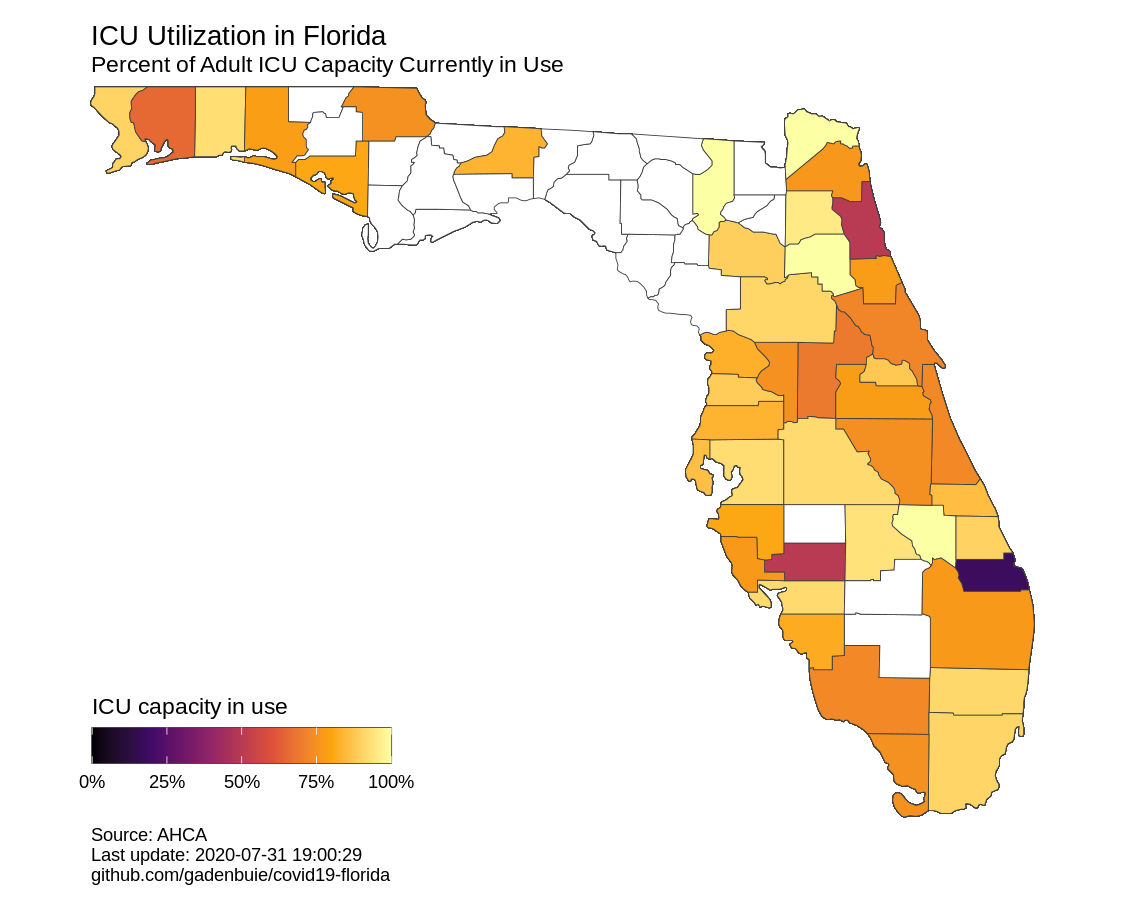 ICU Utilization in Florida
Percent of Adult ICU Capacity Currently in Use
ICU capacity in use
0% 25% 50% 75% 100%
Source: AHCA
Last update: 2020-07-31 19:00:29
github.com/gadenbuie/covid19-florida